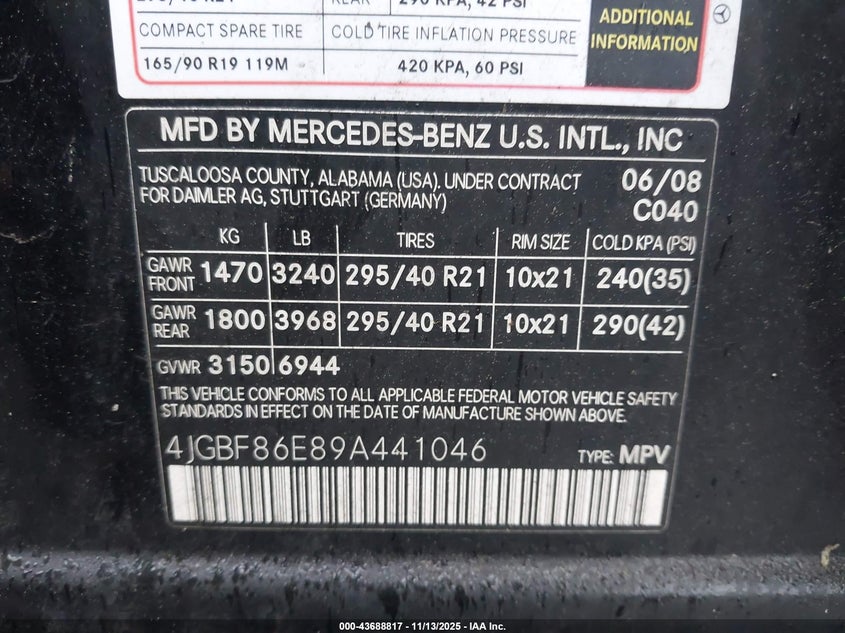 REAR 290 KPA, 42 PSI
COMPACT SPARE TIRE COLD TIRE INFLATION PRESSURE
165/90 R19 119M 420 KPA, 60 PSI
ADDITIONAL
INFORMATION
MFD BY MERCEDES-BENZ U.S. INTL., INC
TUSCALOOSA COUNTY, ALABAMA (USA). UNDER CONTRACT 06/08
FOR DAIMLER AG, STUTTGART (GERMANY) C040
KG LB TIRES RIM SIZE COLD KPA (PSI)
GAWR FRONT 1470 3240 295/40 R21 10x21 240(35)
GAWR REAR 1800 3968 295/40 R21 10x21 290(42)
GVWR 3150 6944
THIS VEHICLE CONFORMS TO ALL APPLICABLE FEDERAL MOTOR VEHICLE SAFETY
STANDARDS IN EFFECT ON THE DATE OF MANUFACTURE SHOWN ABOVE.
4JGBF86E89A441046 TYPE: MPV
000-43688817 - 11/13/2025 - IAA Inc.